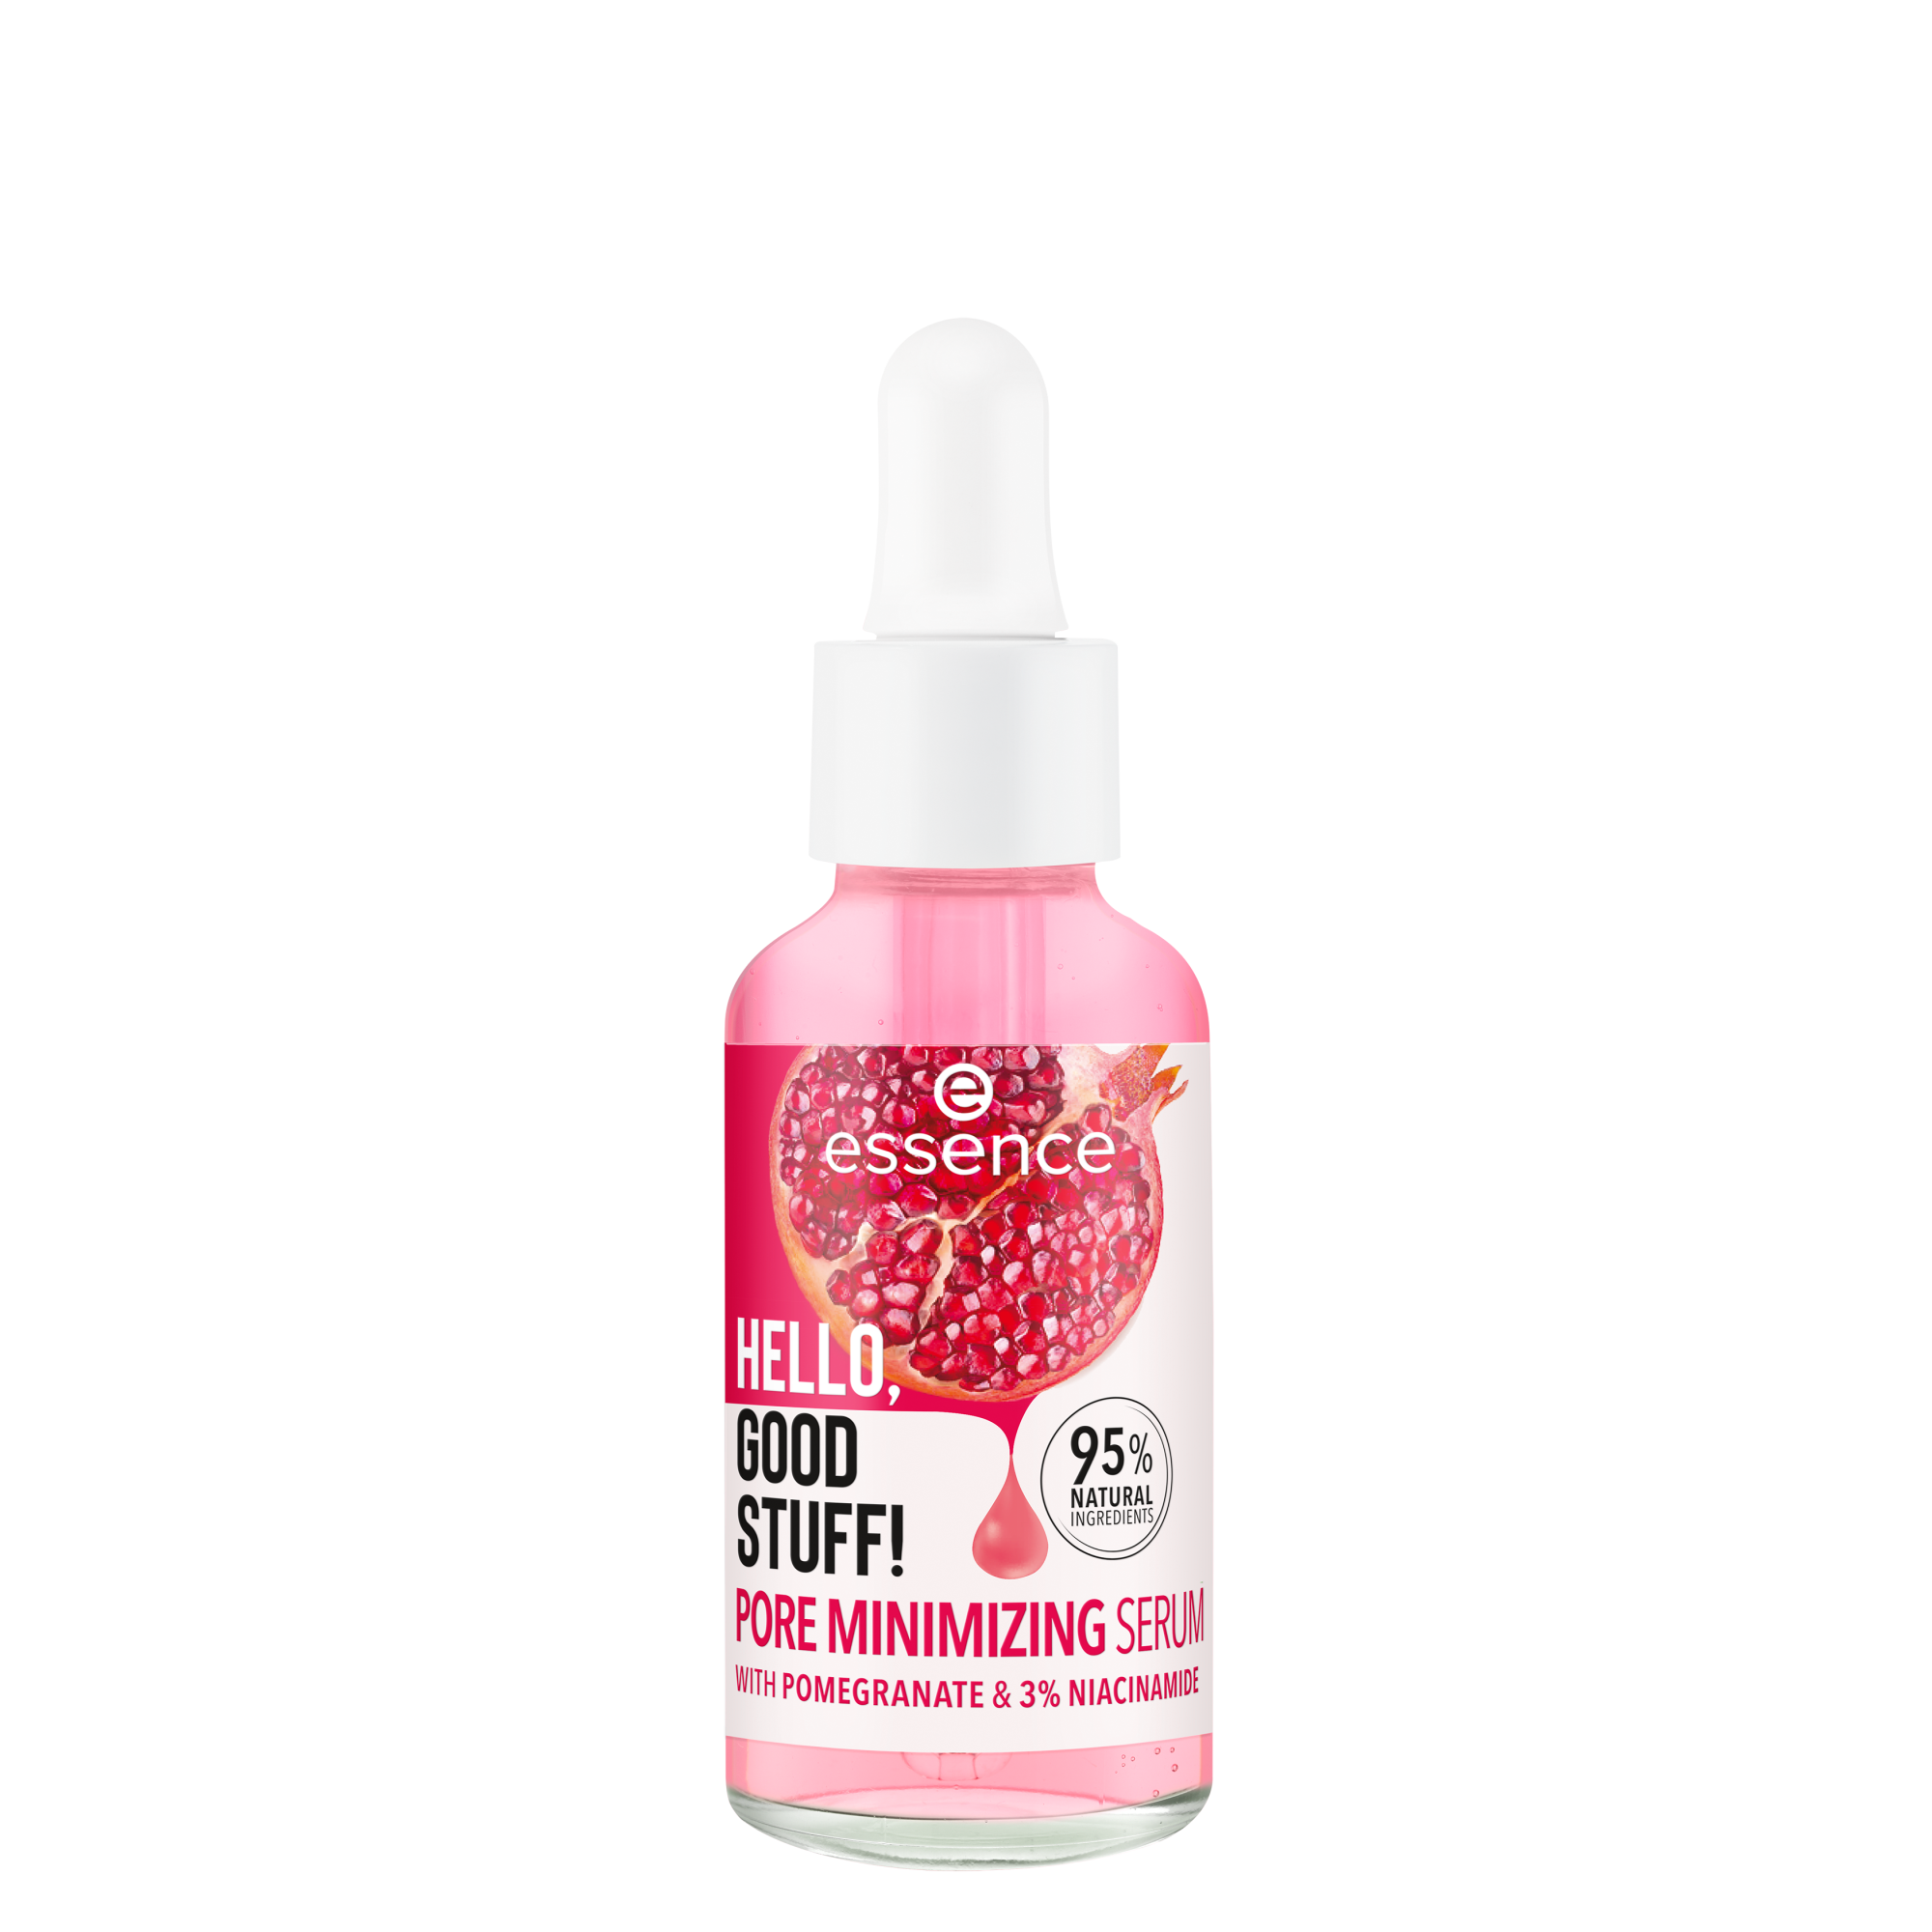 e
essence
HELLO,
GOOD
STUFF!
95%
NATURAL
INGREDIENTS
PORE MINIMIZING SERUM
WITH POMEGRANATE & 3% NIACINAMIDE